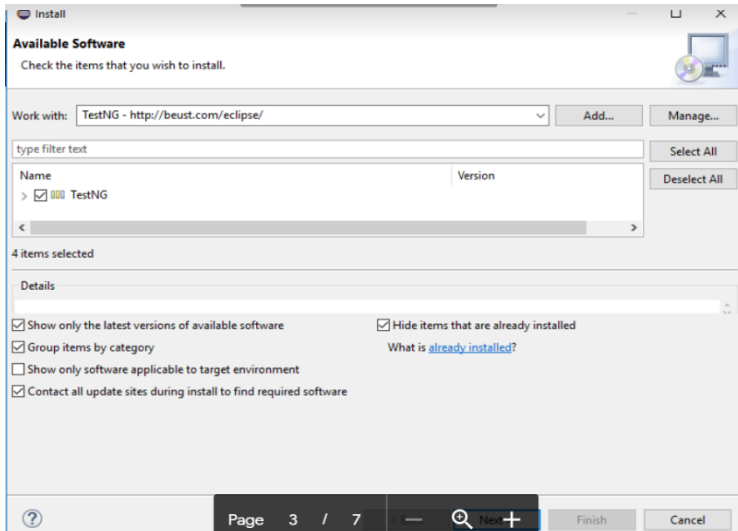 Install
Available Software
Check the items that you wish to install.
Work with: TestNG - http://beust.com/eclipse/ Add... Manage...
type filter text Select All
Name Version Deselect All
TestNG
4 items selected
Details
Show only the latest versions of available software Hide items that are already installed
Group items by category What is already installed?
Show only software applicable to target environment
Contact all update sites during install to find required software
Page 3 / 7 Finish Cancel